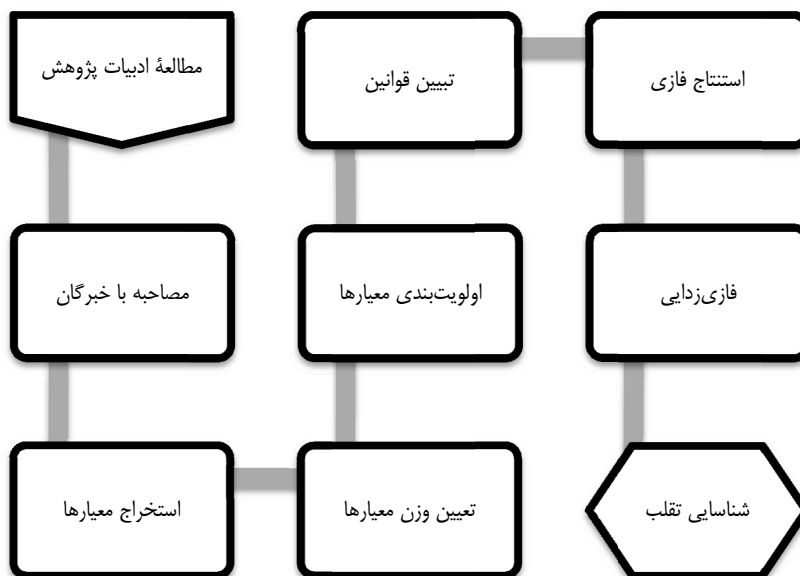 مطالعهٔ ادبیات پژوهش
مصاحبه با خبرگان
استخراج معیارها
تعیین وزن معیارها
اولویت‌بندی معیارها
تبیین قوانین
استنتاج فازی
فازی‌زدایی
شناسایی تقلب